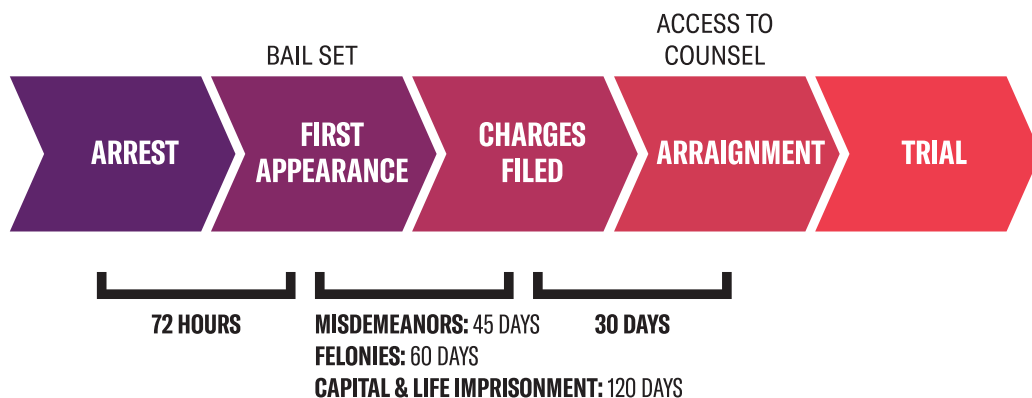 BAIL SET
ACCESS TO
COUNSEL
ARREST
FIRST
APPEARANCE
CHARGES
FILED
ARRAIGNMENT
TRIAL
72 HOURS
MISDEMEANORS: 45 DAYS
FELONIES: 60 DAYS
CAPITAL & LIFE IMPRISONMENT: 120 DAYS
30 DAYS